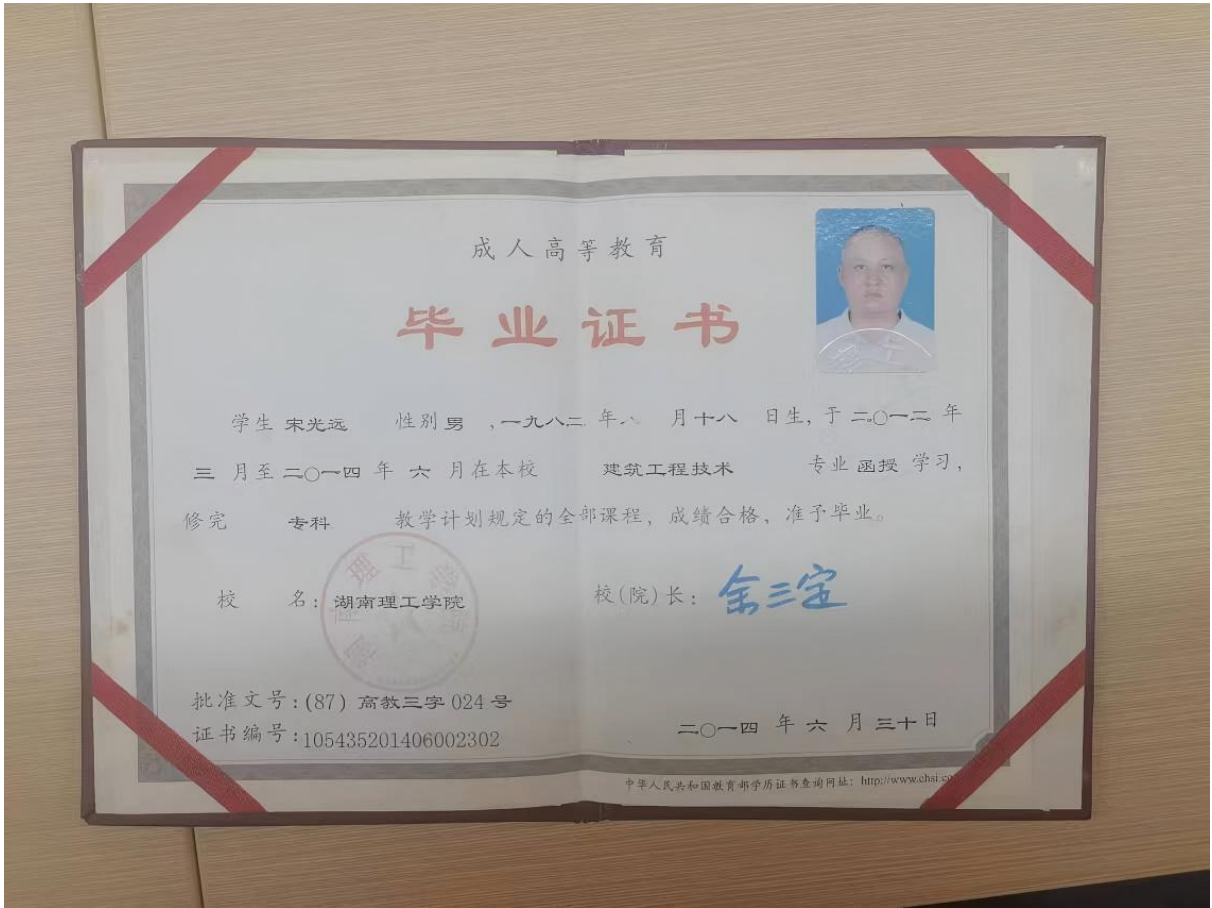 成人高等教育
毕业证书
学生 宋光远 性别 男 ,一九八二 年 八 月 十八 日生, 于 二〇一二 年
三 月至 二〇一四 年 六 月在本校 建筑工程技术 专业 函授 学习,
修完 专科 教学计划规定的全部课程, 成绩合格, 准予毕业。
校 名: 湖南理工学院 校(院)长: 余三定
湖南理工学院
批准文号:(87) 高教三字 024 号
证书编号:105435201406002302
二〇一四 年 六 月 三十 日
中华人民共和国教育部学历证书查询网址: http://www.chsi.co